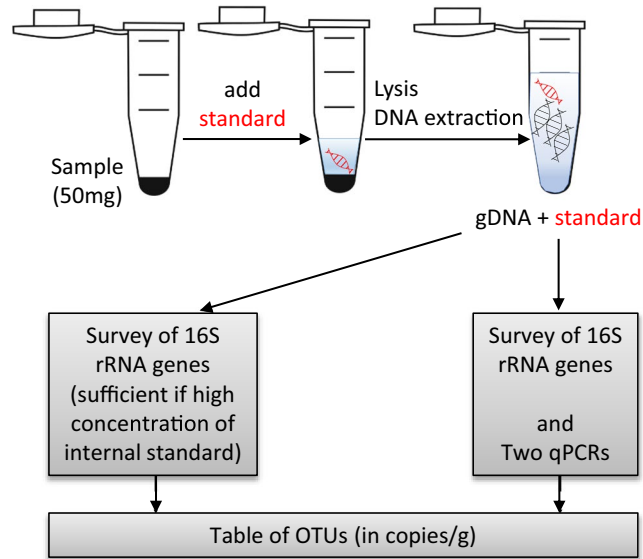 add
standard
Lysis
DNA extraction
Sample
(50mg)
gDNA + standard
Survey of 16S
rRNA genes
(sufficient if high
concentration of
internal standard)
Survey of 16S
rRNA genes
and
Two qPCRs
Table of OTUs (in copies/g)